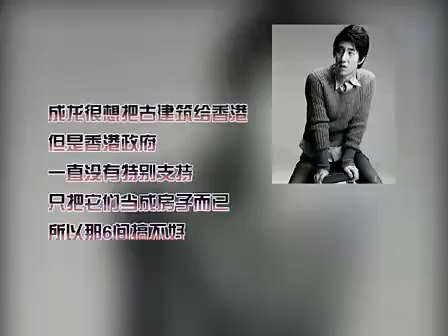 成龙很想把古建筑给香港
但是香港政府
一直没有特别支持
只把它们当成房子而已
所以那6间搞不好